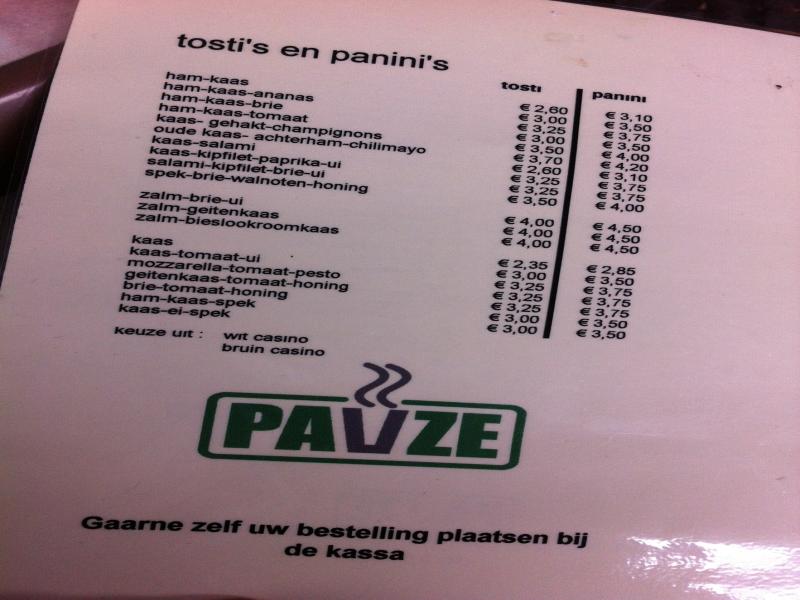 tosti's en panini's
tosti panini
ham-kaas € 2,60 € 3,10
ham-kaas-ananas € 3,00 € 3,50
ham-kaas-brie € 3,25 € 3,75
ham-kaas-tomaat € 3,00 € 3,50
kaas- gehakt-champignons € 3,50 € 4,00
oude kaas- achterham-chilimayo € 3,70 € 4,20
kaas-salami € 2,60 € 3,10
kaas-kipfilet-paprika-ui € 3,25 € 3,75
salami-kipfilet-brie-ui € 3,25 € 3,75
spek-brie-walnoten-honing € 3,50 € 4,00
zalm-brie-ui € 4,00 € 4,50
zalm-geitenkaas € 4,00 € 4,50
zalm-bieslookroomkaas € 4,00 € 4,50
kaas € 2,35 € 2,85
kaas-tomaat-ui € 3,00 € 3,50
mozzarella-tomaat-pesto € 3,25 € 3,75
geitenkaas-tomaat-honing € 3,25 € 3,75
brie-tomaat-honing € 3,25 € 3,75
ham-kaas-spek € 3,00 € 3,50
kaas-ei-spek € 3,00 € 3,50
keuze uit : wit casino
bruin casino
PAUZE
Gaarne zelf uw bestelling plaatsen bij
de kassa